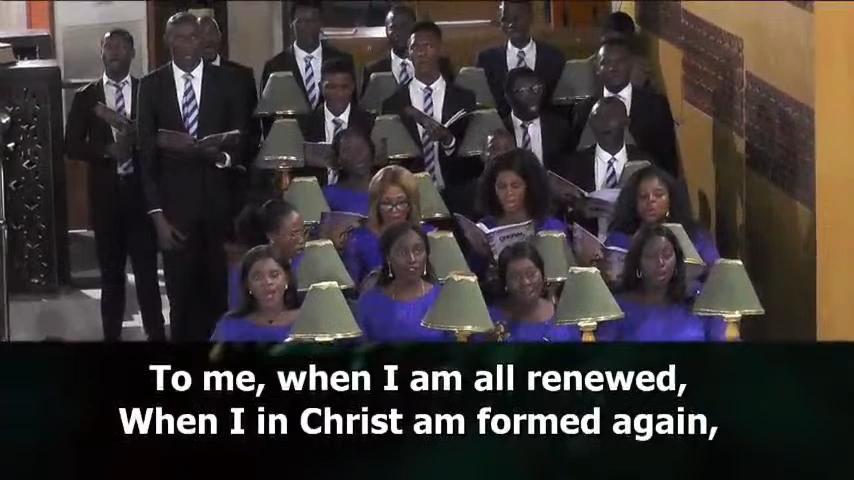 To me, when I am all renewed,
When I in Christ am formed again,